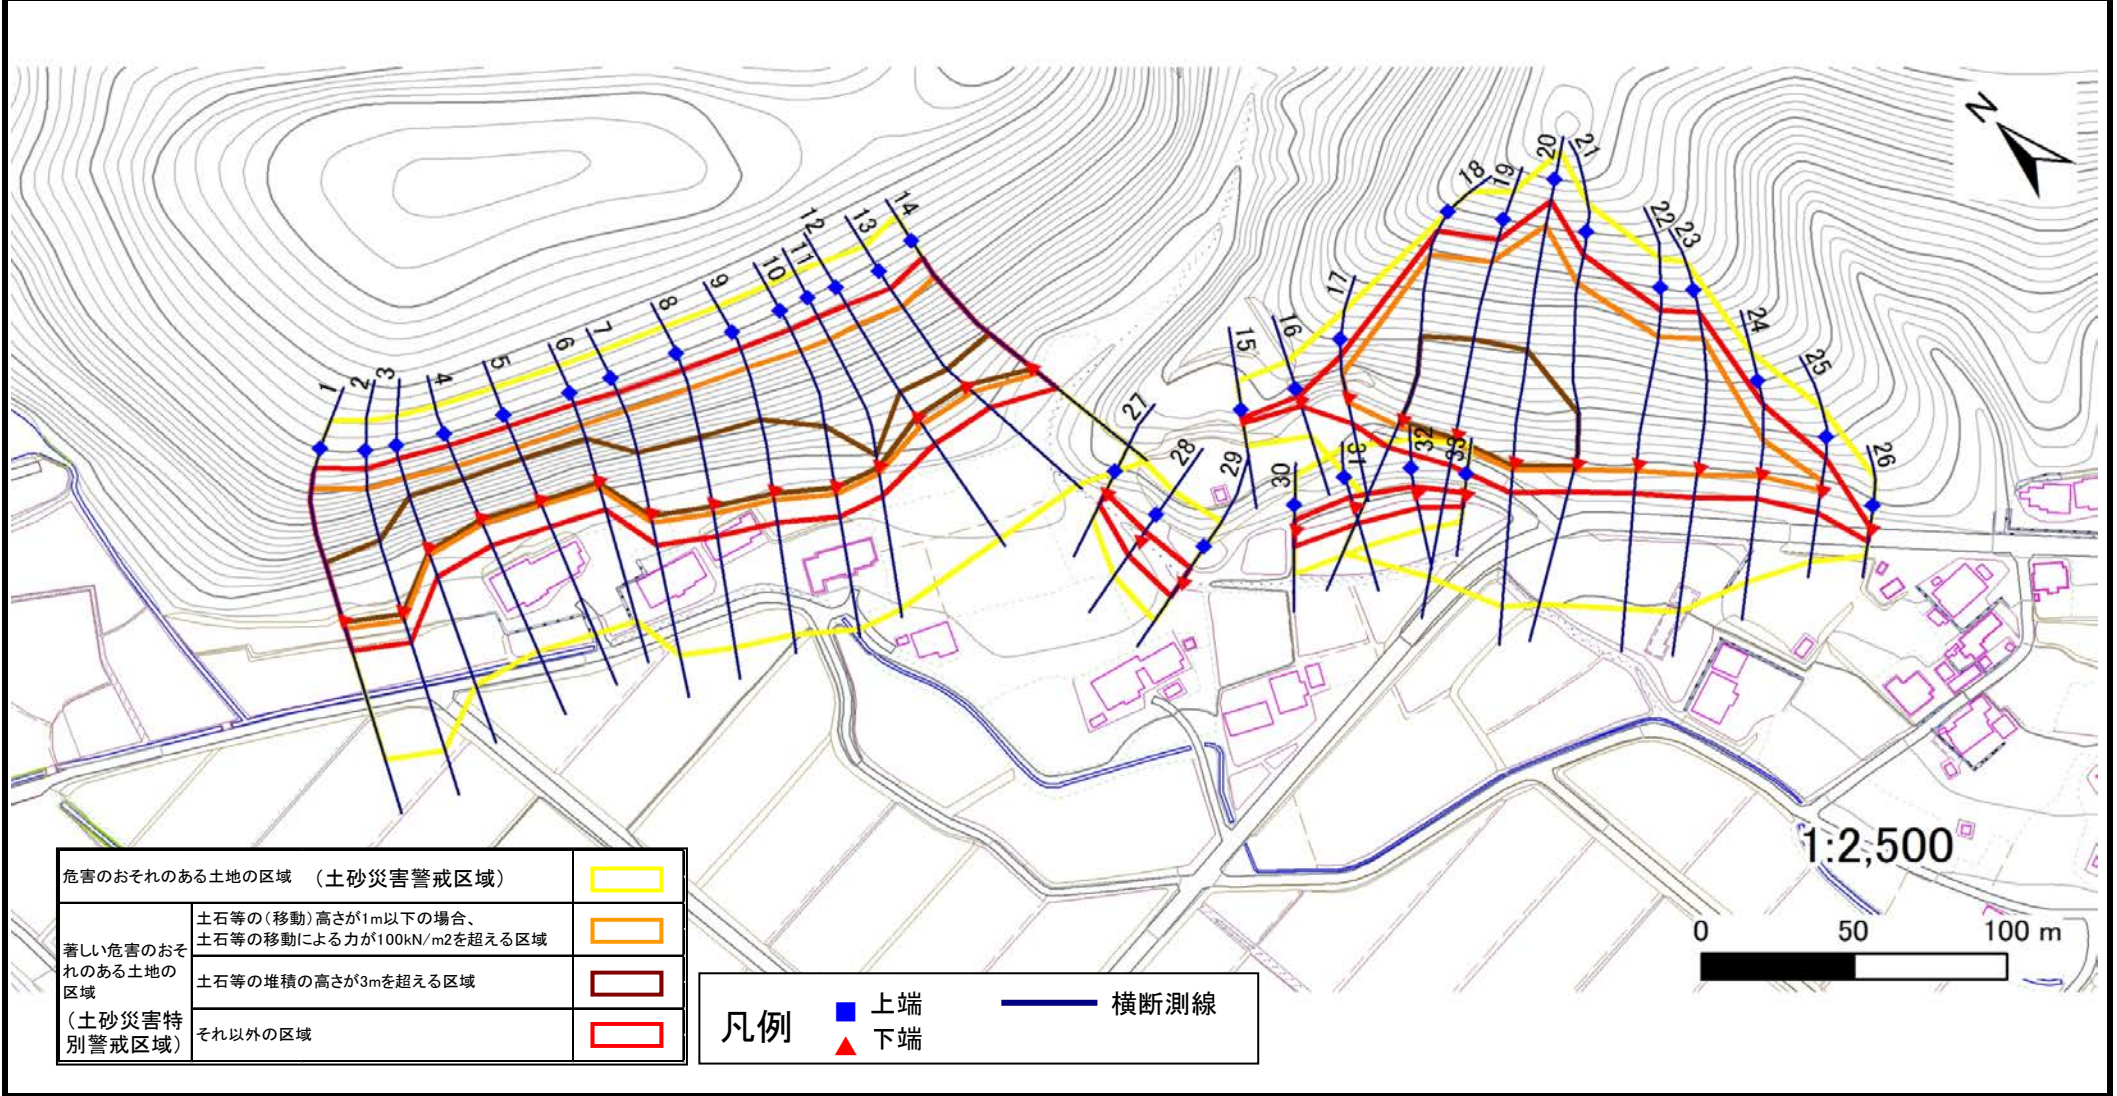 N
1
2
3
4
5
6
7
8
9
10
11
12
13
14
15
16
17
18
19
20
21
22
23
24
25
26
27
28
29
30
31
32
33
1:2,500
0 50 100 m
危害のおそれのある土地の区域 (土砂災害警戒区域)
著しい危害のおそ
れのある土地の
区域
(土砂災害特
別警戒区域)
土石等の(移動)高さが1m以下の場合、
土石等の移動による力が100kN/m2を超える区域
土石等の堆積の高さが3mを超える区域
それ以外の区域
凡例
上端
下端
横断測線